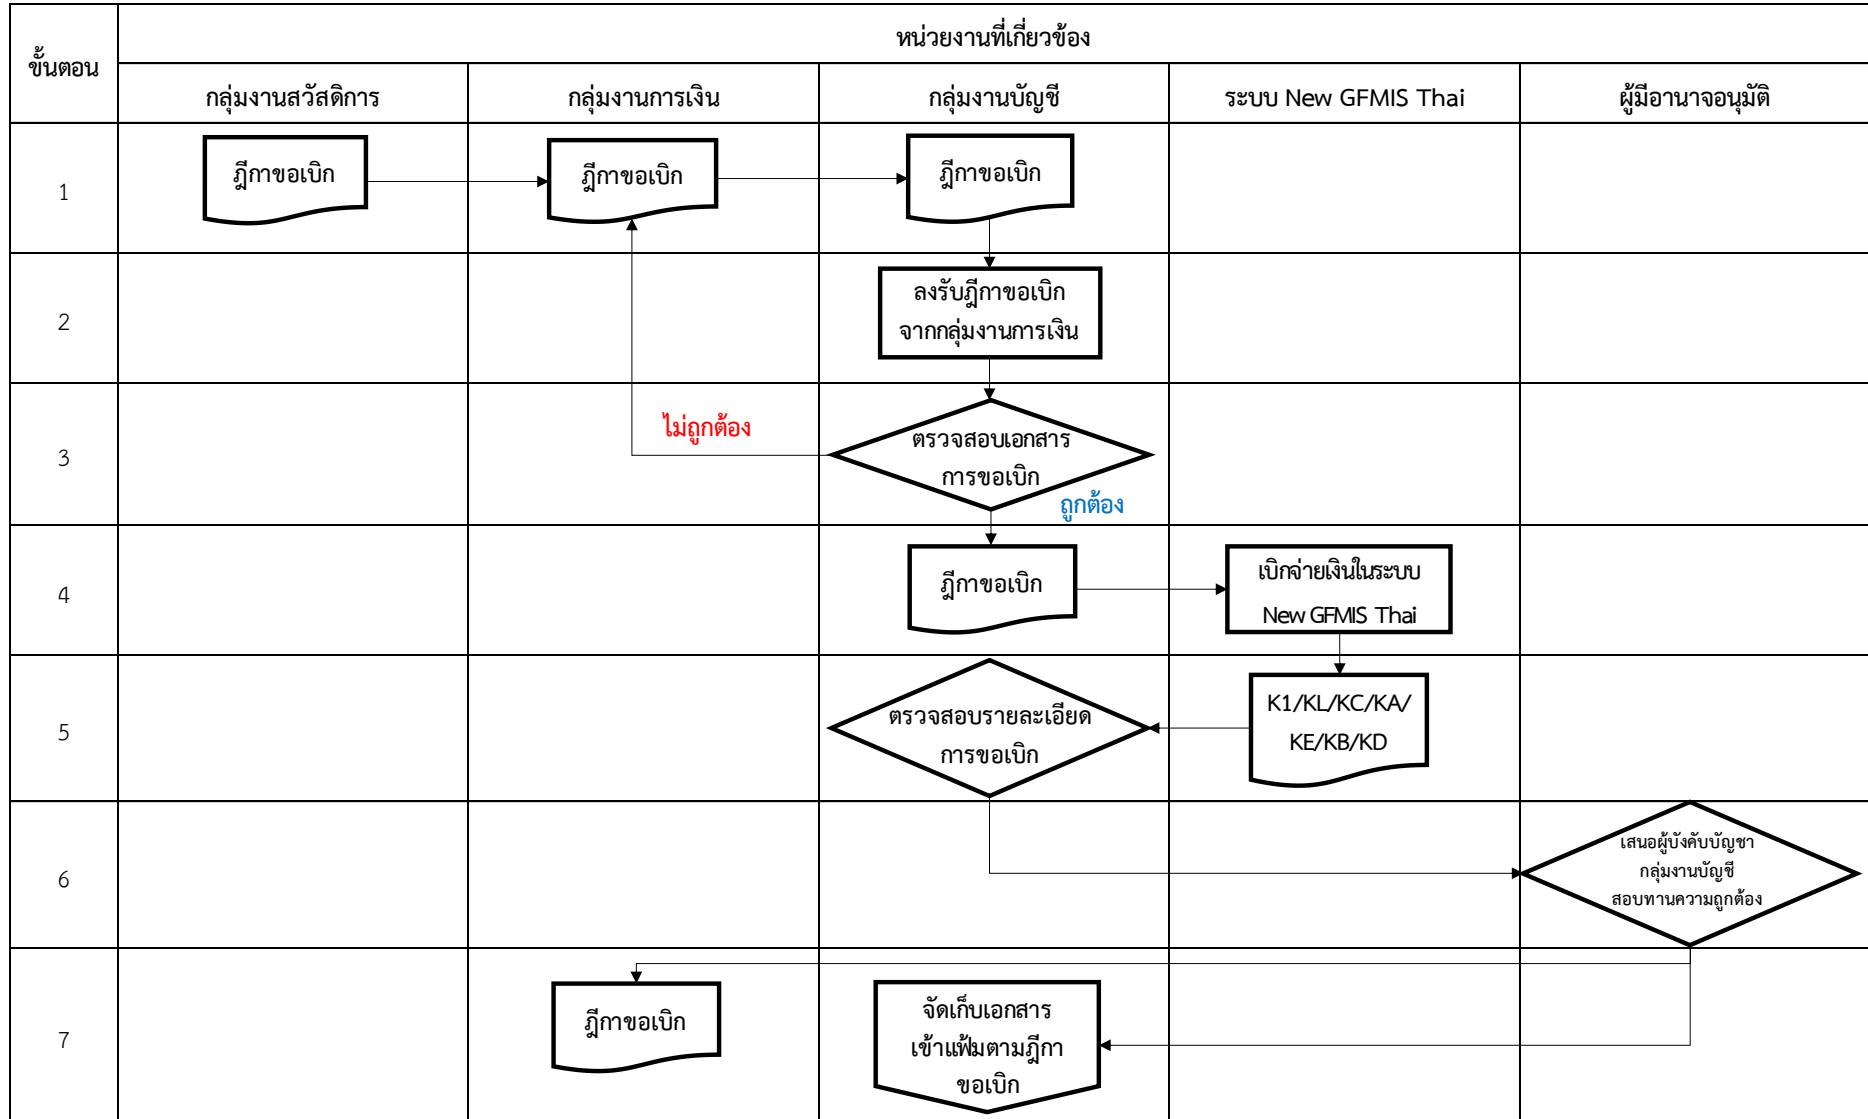 ขั้นตอน
หน่วยงานที่เกี่ยวข้อง
กลุ่มงานสวัสดิการ
กลุ่มงานการเงิน
กลุ่มงานบัญชี
ระบบ New GFMIS Thai
ผู้มีอานาจอนุมัติ
1
ฎีกาขอเบิก
ฎีกาขอเบิก
ฎีกาขอเบิก
2
ลงรับฎีกาขอเบิก
จากกลุ่มงานการเงิน
3
ไม่ถูกต้อง
ตรวจสอบเอกสาร
การขอเบิก
ถูกต้อง
4
ฎีกาขอเบิก
เบิกจ่ายเงินในระบบ
New GFMIS Thai
5
ตรวจสอบรายละเอียด
การขอเบิก
K1/KL/KC/KA/
KE/KB/KD
6
เสนอผู้บังคับบัญชา
กลุ่มงานบัญชี
สอบทานความถูกต้อง
7
ฎีกาขอเบิก
จัดเก็บเอกสาร
เข้าแฟ้มตามฎีกา
ขอเบิก